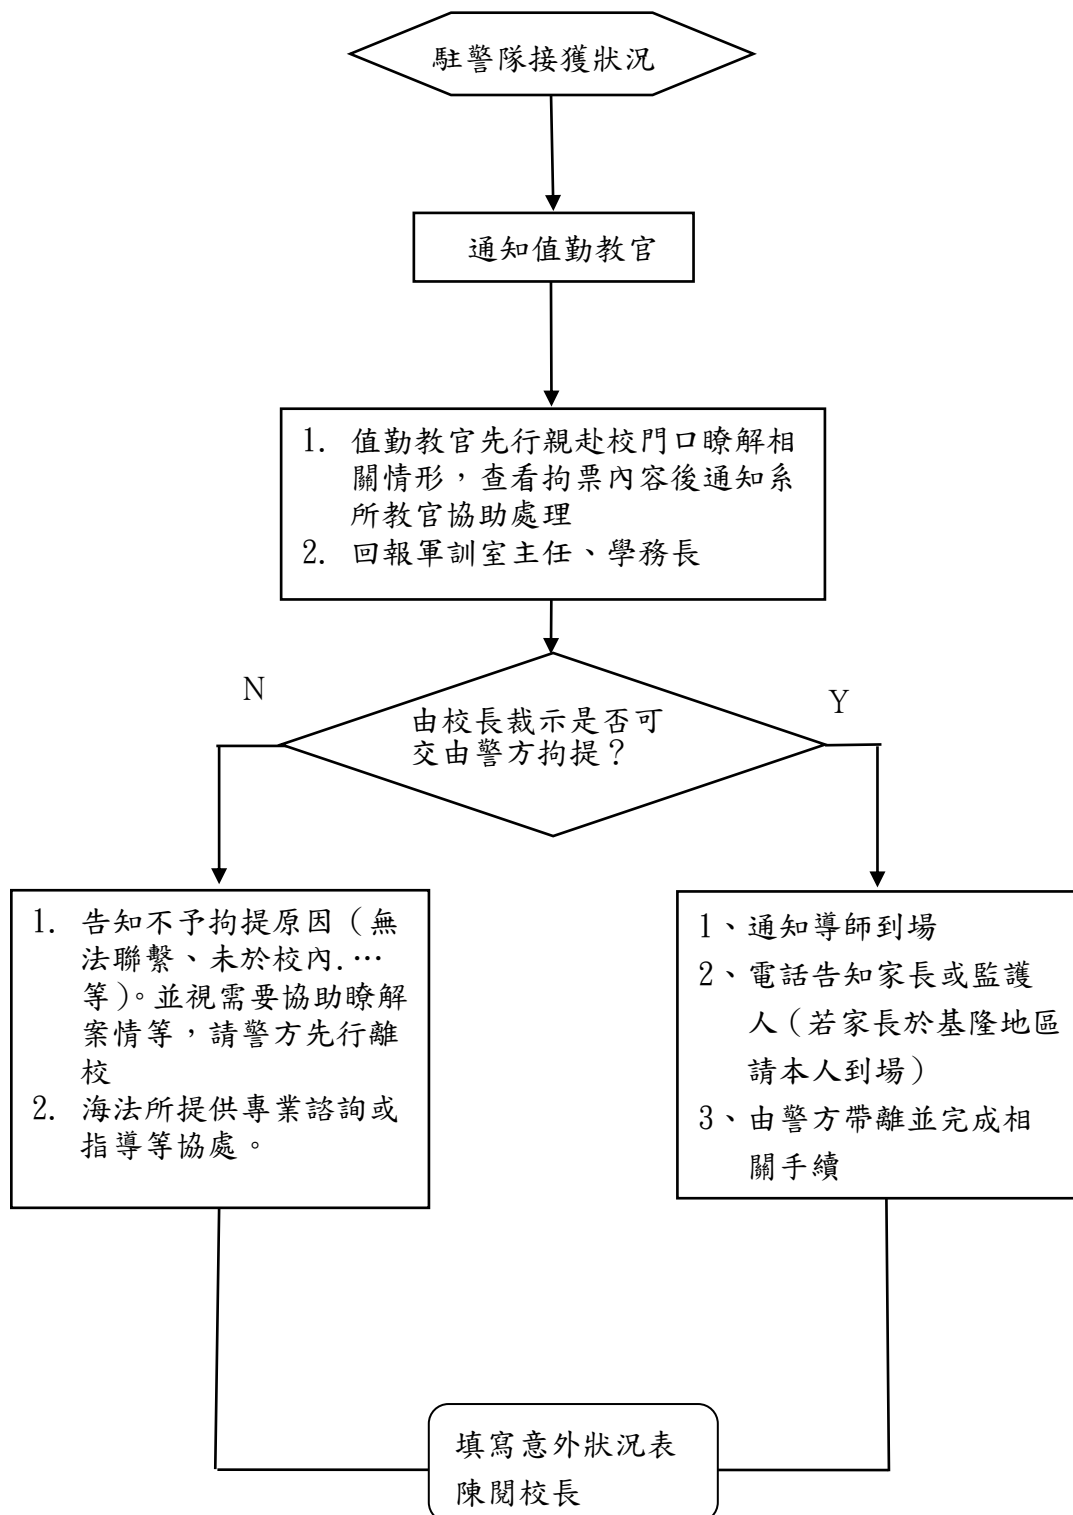 駐警隊接獲狀況
通知值勤教官
1. 值勤教官先行親赴校門口瞭解相
關情形，查看拘票內容後通知系
所教官協助處理
2. 回報軍訓室主任、學務長
N
Y
由校長裁示是否可
交由警方拘提？
1. 告知不予拘提原因（無
法聯繫、未於校內.…
等）。並視需要協助瞭解
案情等，請警方先行離
校
2. 海法所提供專業諮詢或
指導等協處。
1、通知導師到場
2、電話告知家長或監護
人（若家長於基隆地區
請本人到場）
3、由警方帶離並完成相
關手續
填寫意外狀況表
陳閱校長